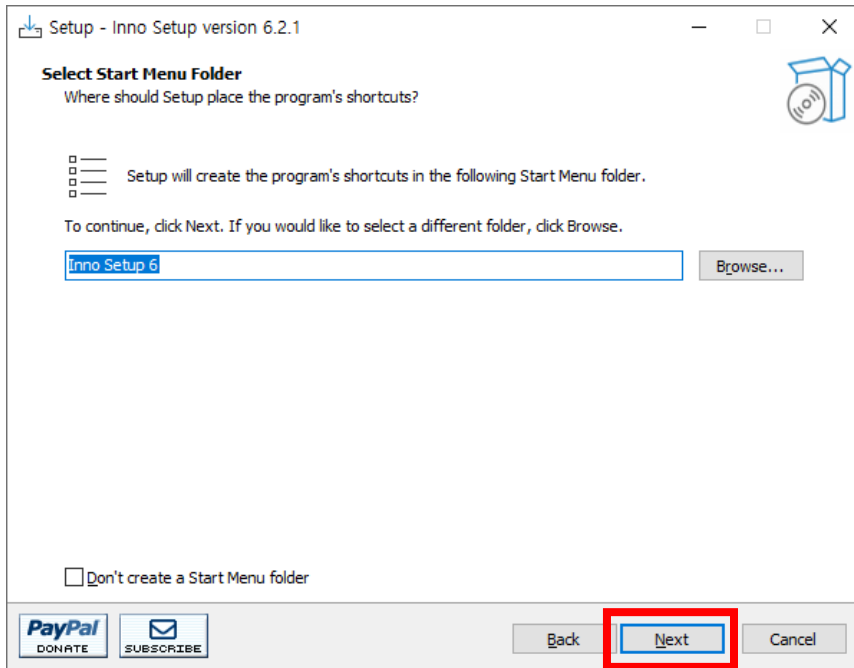 Setup - Inno Setup version 6.2.1
Select Start Menu Folder
Where should Setup place the program's shortcuts?
Setup will create the program's shortcuts in the following Start Menu folder.
To continue, click Next. If you would like to select a different folder, click Browse.
Inno Setup 6
Browse...
Don't create a Start Menu folder
PayPal
DONATE
SUBSCRIBE
Back
Next
Cancel